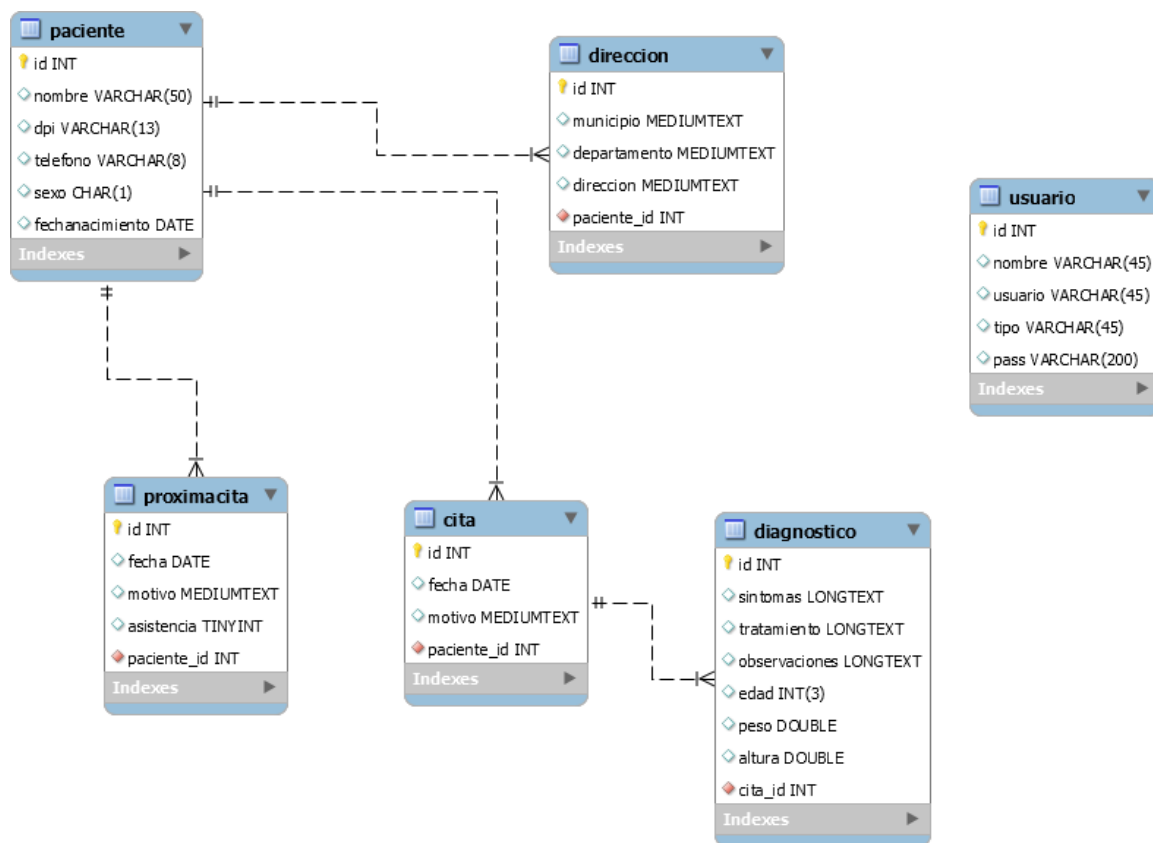 paciente
id INT
nombre VARCHAR(50)
dpi VARCHAR(13)
telefono VARCHAR(8)
sexo CHAR(1)
fechanacimiento DATE
Indexes
direccion
id INT
municipio MEDIUMTEXT
departamento MEDIUMTEXT
direccion MEDIUMTEXT
paciente_id INT
Indexes
usuario
id INT
nombre VARCHAR(45)
usuario VARCHAR(45)
tipo VARCHAR(45)
pass VARCHAR(200)
Indexes
proximacita
id INT
fecha DATE
motivo MEDIUMTEXT
asistencia TINYINT
paciente_id INT
Indexes
cita
id INT
fecha DATE
motivo MEDIUMTEXT
paciente_id INT
Indexes
diagnostico
id INT
sintomas LONGTEXT
tratamiento LONGTEXT
observaciones LONGTEXT
edad INT(3)
peso DOUBLE
altura DOUBLE
cita_id INT
Indexes